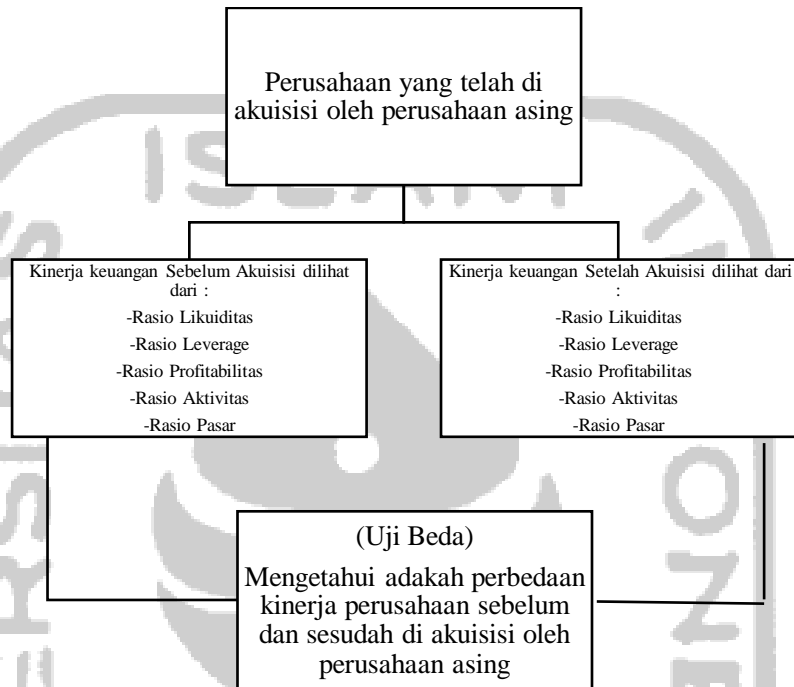 Perusahaan yang telah di
akuisisi oleh perusahaan asing
Kinerja keuangan Sebelum Akuisisi dilihat
dari :
-Rasio Likuiditas
-Rasio Leverage
-Rasio Profitabilitas
-Rasio Aktivitas
-Rasio Pasar
Kinerja keuangan Setelah Akuisisi dilihat dari
:
-Rasio Likuiditas
-Rasio Leverage
-Rasio Profitabilitas
-Rasio Aktivitas
-Rasio Pasar
(Uji Beda)
Mengetahui adakah perbedaan
kinerja perusahaan sebelum
dan sesudah di akuisisi oleh
perusahaan asing
ISLAM